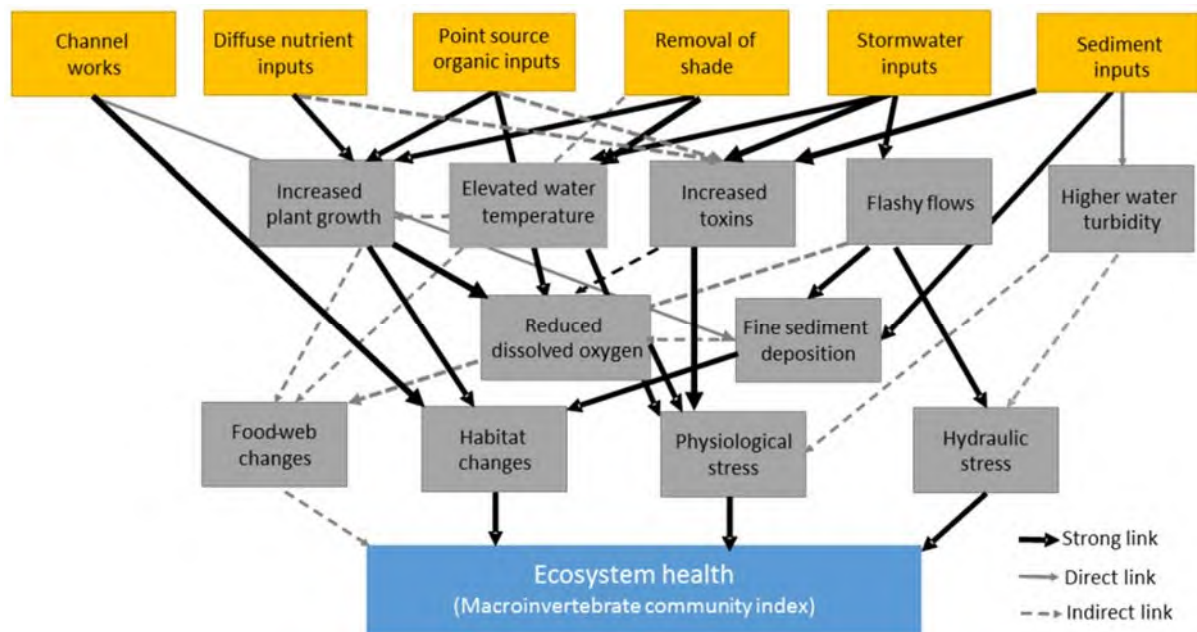 Channel
works
Diffuse nutrient
inputs
Point source
organic inputs
Removal of
shade
Stormwater
inputs
Sediment
inputs
Increased
plant growth
Elevated water
temperature
Increased
toxins
Flashy flows
Higher water
turbidity
Reduced
dissolved oxygen
Fine sediment
deposition
Food-web
changes
Habitat
changes
Physiological
stress
Hydraulic
stress
Ecosystem health
(Macroinvertebrate community index)
Strong link
Direct link
Indirect link